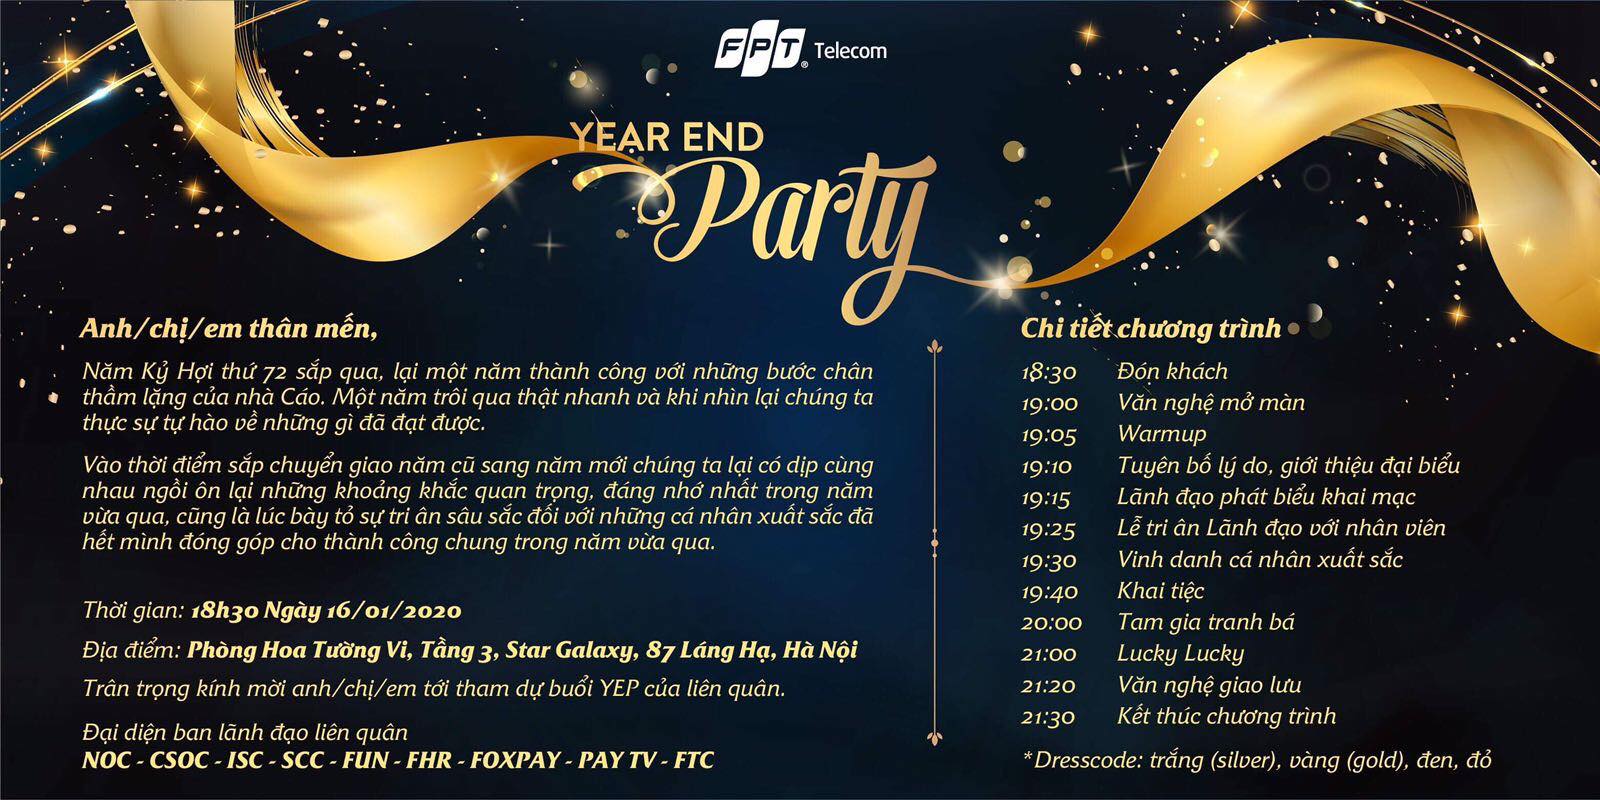 FPT® Telecom
YEAR END
Party
Anh/chị/em thân mến,
Năm Kỷ Hợi thứ 72 sắp qua, lại một năm thành công với những bước chân
thầm lặng của nhà Cáo. Một năm trôi qua thật nhanh và khi nhìn lại chúng ta
thực sự tự hào về những gì đã đạt được.
Vào thời điểm sắp chuyển giao năm cũ sang năm mới chúng ta lại có dịp cùng
nhau ngồi ôn lại những khoảng khắc quan trọng, đáng nhớ nhất trong năm
vừa qua, cũng là lúc bày tỏ sự tri ân sâu sắc đối với những cá nhân xuất sắc đã
hết mình đóng góp cho thành công chung trong năm vừa qua.
Thời gian: 18h30 Ngày 16/01/2020
Địa điểm: Phòng Hoa Tường Vi, Tầng 3, Star Galaxy, 87 Láng Hạ, Hà Nội
Trân trọng kính mời anh/chị/em tới tham dự buổi YEP của liên quân.
Đại diện ban lãnh đạo liên quân
NOC - CSOC - ISC - SCC - FUN - FHR - FOXPAY - PAY TV - FTC
Chi tiết chương trình
18:30 Đón khách
19:00 Văn nghệ mở màn
19:05 Warmup
19:10 Tuyên bố lý do, giới thiệu đại biểu
19:15 Lãnh đạo phát biểu khai mạc
19:25 Lễ tri ân Lãnh đạo với nhân viên
19:30 Vinh danh cá nhân xuất sắc
19:40 Khai tiệc
20:00 Tam gia tranh bá
21:00 Lucky Lucky
21:20 Văn nghệ giao lưu
21:30 Kết thúc chương trình
*Dresscode: trắng (silver), vàng (gold), đen, đỏ